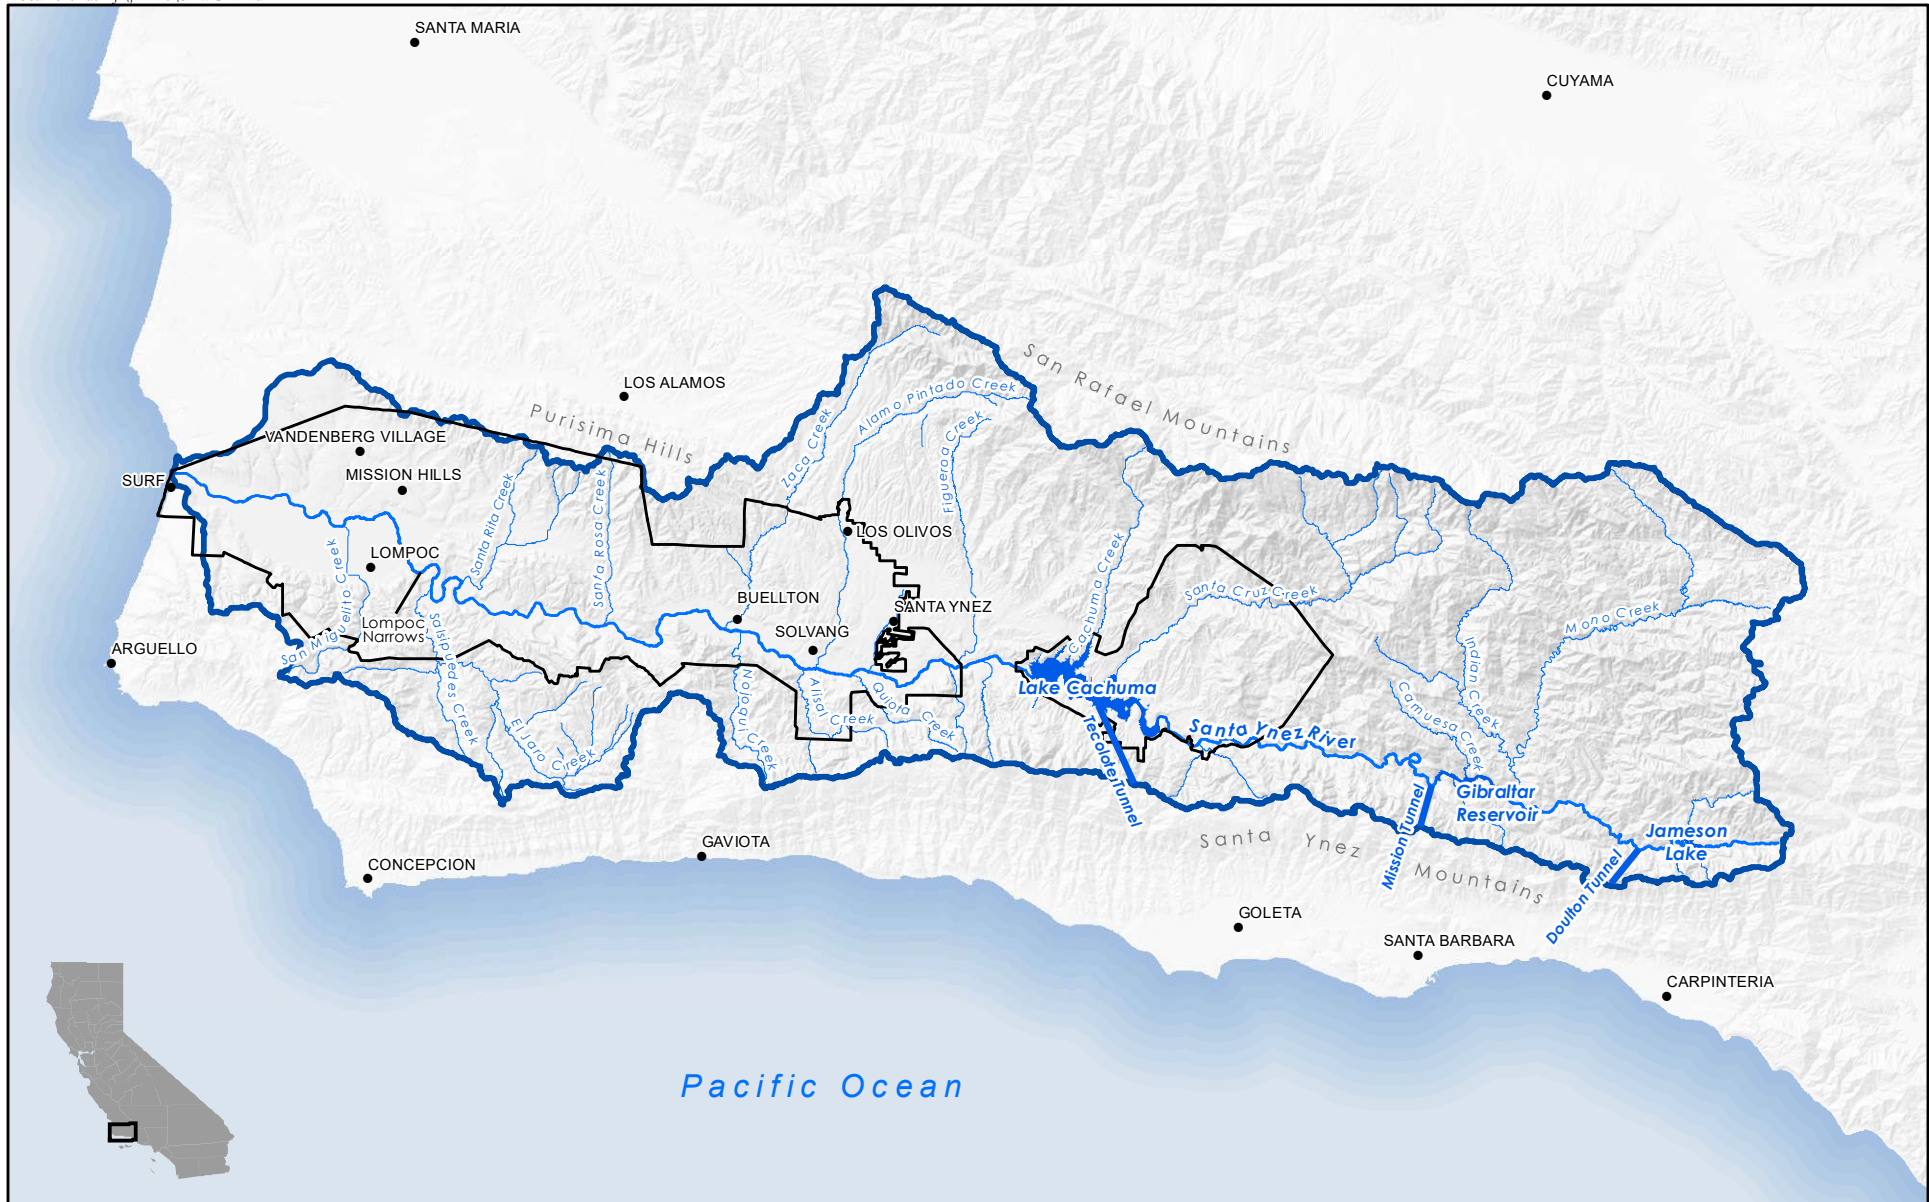 SANTA MARIA
CUYAMA
San Rafael Mountains
LOS ALAMOS
Purisima Hills
Alamo Pintado Creek
Zaca Creek
Figueroa Creek
VANDENBERG VILLAGE
MISSION HILLS
SURF
Santa Rita Creek
Santa Rosa Creek
LOS OLIVOS
LOMPOC
San Miguelito Creek
Lompoc
Narrows
Salsipuedes Creek
El Jaro Creek
BUELLTON
SOLVANG
SANTA YNEZ
Nojoqui Creek
Alisal Creek
Quiota Creek
Cachuma Creek
Santa Cruz Creek
Mono Creek
Indian Creek
Camuesa Creek
ARGUELLO
Lake Cachuma
Santa Ynez River
Tecolote Tunnel
Mission Tunnel
Gibraltar
Reservoir
Jameson
Lake
Doulton Tunnel
Santa Ynez Mountains
GAVIOTA
CONCEPCION
GOLETA
SANTA BARBARA
CARPINTERIA
Pacific Ocean